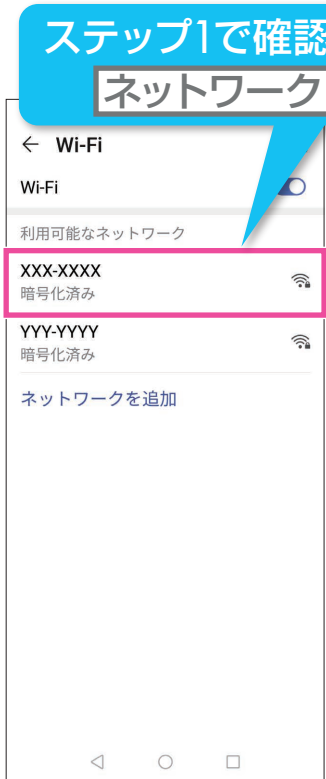 ステップ1で確認
ネットワーク
Wi-Fi
Wi-Fi
利用可能なネットワーク
XXX-XXXX
暗号化済み
YYY-YYYY
暗号化済み
ネットワークを追加